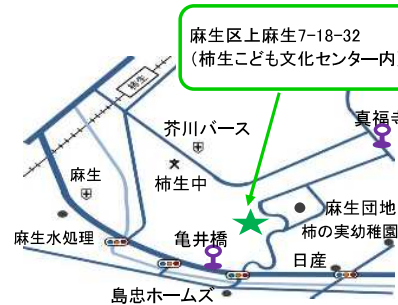 麻生区上麻生7-18-32
(柿生こども文化センター内)
柿生
真福寺
芥川バース
麻生
柿生中
麻生団地
柿の実幼稚園
麻生水処理
亀井橋
日産
島忠ホームズ